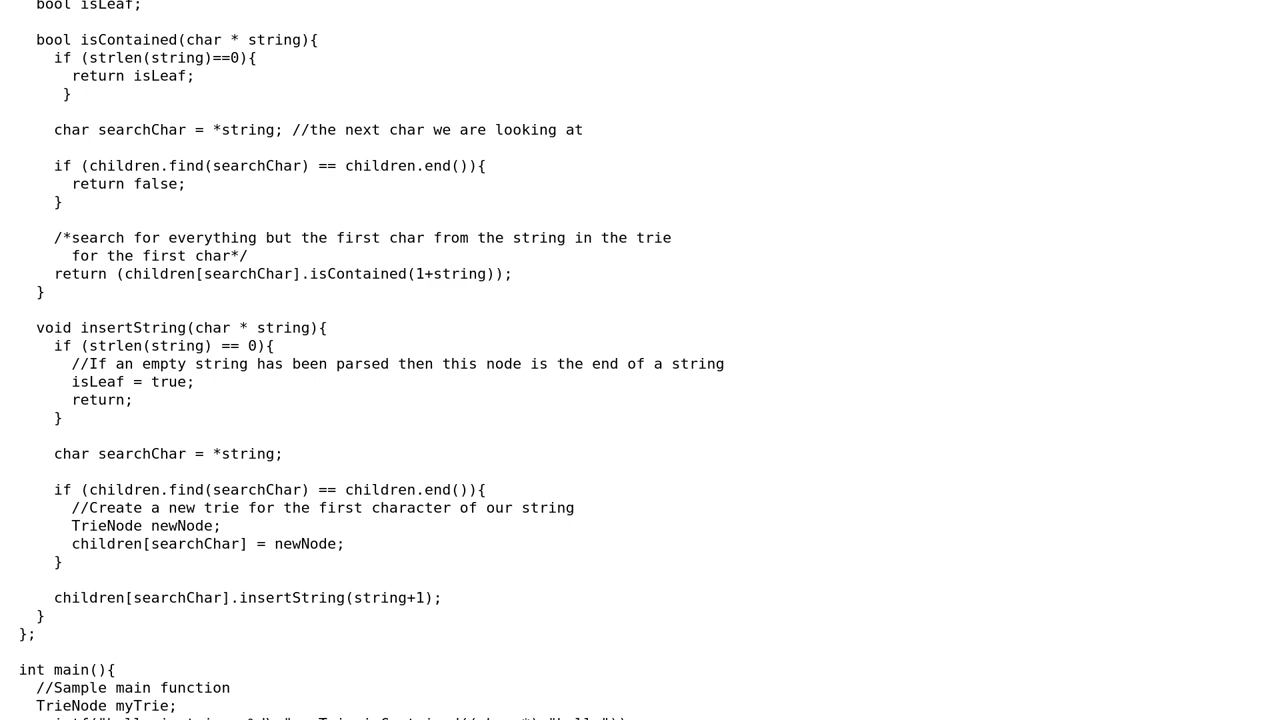 bool isLeaf;
bool isContained(char * string){
if (strlen(string)==0){
return isLeaf;
}
char searchChar = *string; //the next char we are looking at
if (children.find(searchChar) == children.end()){
return false;
}
/*search for everything but the first char from the string in the trie
for the first char*/
return (children[searchChar].isContained(1+string));
}
void insertString(char * string){
if (strlen(string) == 0){
//If an empty string has been parsed then this node is the end of a string
isLeaf = true;
return;
}
char searchChar = *string;
if (children.find(searchChar) == children.end()){
//Create a new trie for the first character of our string
TrieNode newNode;
children[searchChar] = newNode;
}
children[searchChar].insertString(string+1);
}
};
int main(){
//Sample main function
TrieNode myTrie;